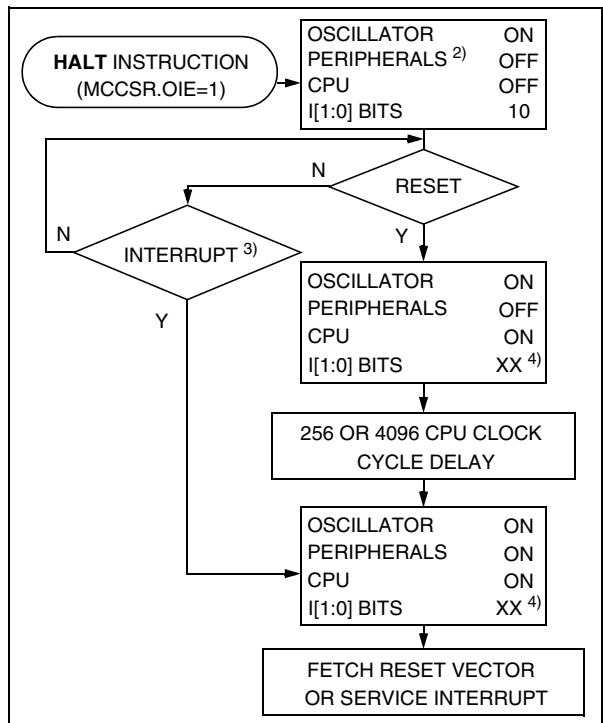 HALT INSTRUCTION
(MCCSR.OIE=1)
OSCILLATOR ON
PERIPHERALS 2) OFF
CPU OFF
I[1:0] BITS 10
RESET
N
Y
INTERRUPT 3)
N
Y
OSCILLATOR ON
PERIPHERALS OFF
CPU ON
I[1:0] BITS XX 4)
256 OR 4096 CPU CLOCK
CYCLE DELAY
OSCILLATOR ON
PERIPHERALS ON
CPU ON
I[1:0] BITS XX 4)
FETCH RESET VECTOR
OR SERVICE INTERRUPT